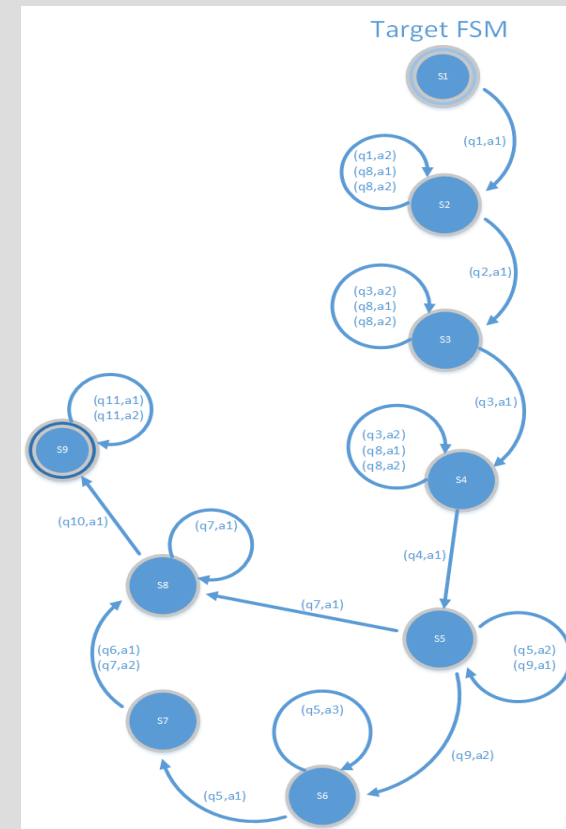 Target FSM
S1
(q1,a1)
(q1,a2)
(q8,a1)
(q8,a2)
S2
(q2,a1)
(q3,a2)
(q8,a1)
(q8,a2)
S3
(q3,a1)
(q11,a1)
(q11,a2)
S9
(q3,a2)
(q8,a1)
(q8,a2)
S4
(q10,a1)
(q7,a1)
(q4,a1)
S8
(q7,a1)
S5
(q5,a2)
(q9,a1)
(q6,a1)
(q7,a2)
S7
(q5,a3)
(q9,a2)
(q5,a1)
S6